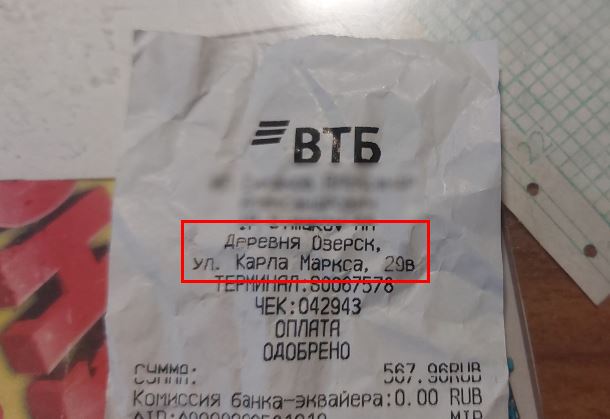 ВТБ
Деревня Озерск,
ул. Карла Маркса, 29в
ТЕРМИНАЛ:S0067578
ЧЕК:042943
ОПЛАТА
ОДОБРЕНО
СУММА: 567.96RUB
Комиссия банка-эквайера:0.00 RUB